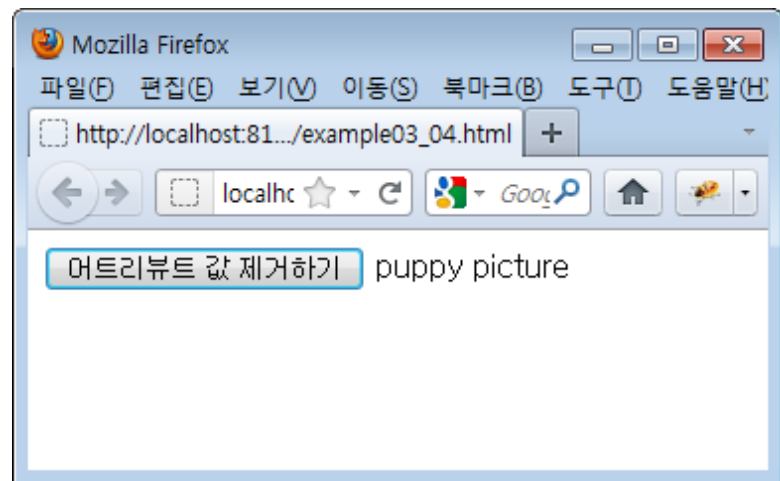 Mozilla Firefox
파일(F) 편집(E) 보기(V) 이동(S) 북마크(B) 도구(T) 도움말(H)
http://localhost:81.../example03_04.html +
localhc Goog
어트리뷰트 값 제거하기 puppy picture